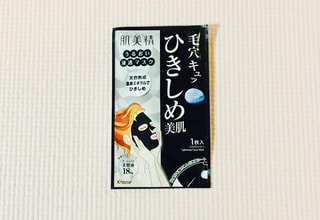 肌美精
うるおい
浸透マスク
天然熟成
温泉ミネラルで
ひきしめ
毛穴キュッ
ひきしめ
美肌
1枚入
18
Kracie